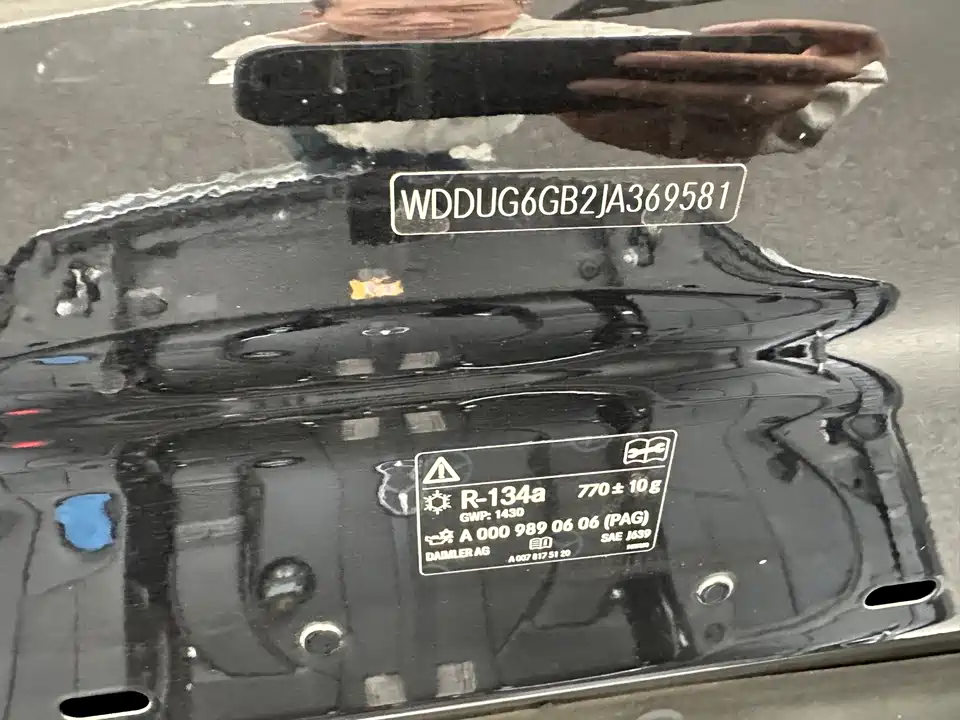 WDDUG6GB2JA369581
R-134a 770 ± 10 g
GWP: 1430
A 000 989 06 06 (PAG)
DAIMLER AG SAE J639
A 007 817 51 20